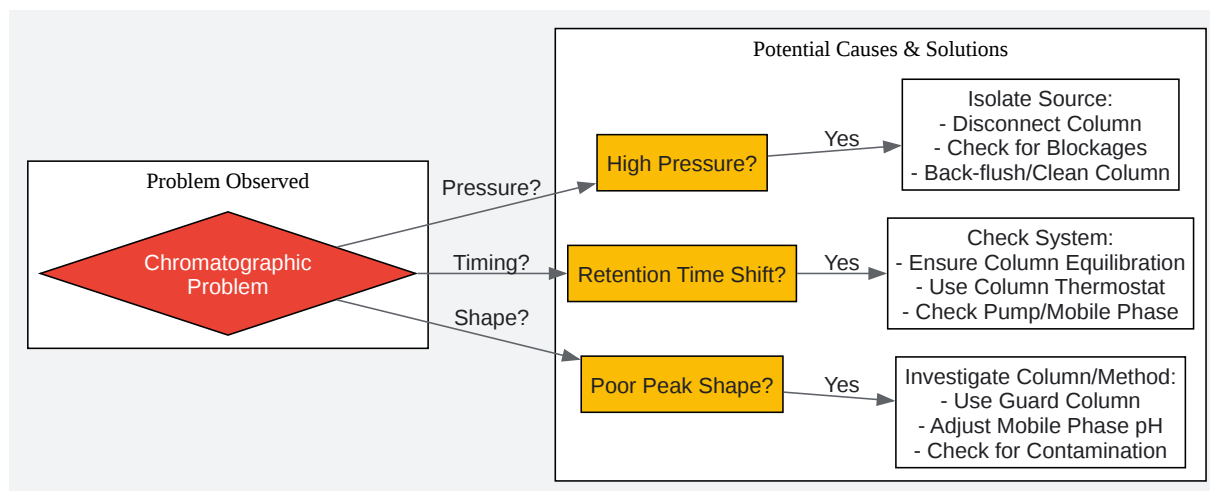 Problem Observed
Chromatographic
Problem
Pressure?
Timing?
Shape?
Potential Causes & Solutions
High Pressure?
Yes
Isolate Source:
- Disconnect Column
- Check for Blockages
- Back-flush/Clean Column
Retention Time Shift?
Yes
Check System:
- Ensure Column Equilibration
- Use Column Thermostat
- Check Pump/Mobile Phase
Poor Peak Shape?
Yes
Investigate Column/Method:
- Use Guard Column
- Adjust Mobile Phase pH
- Check for Contamination